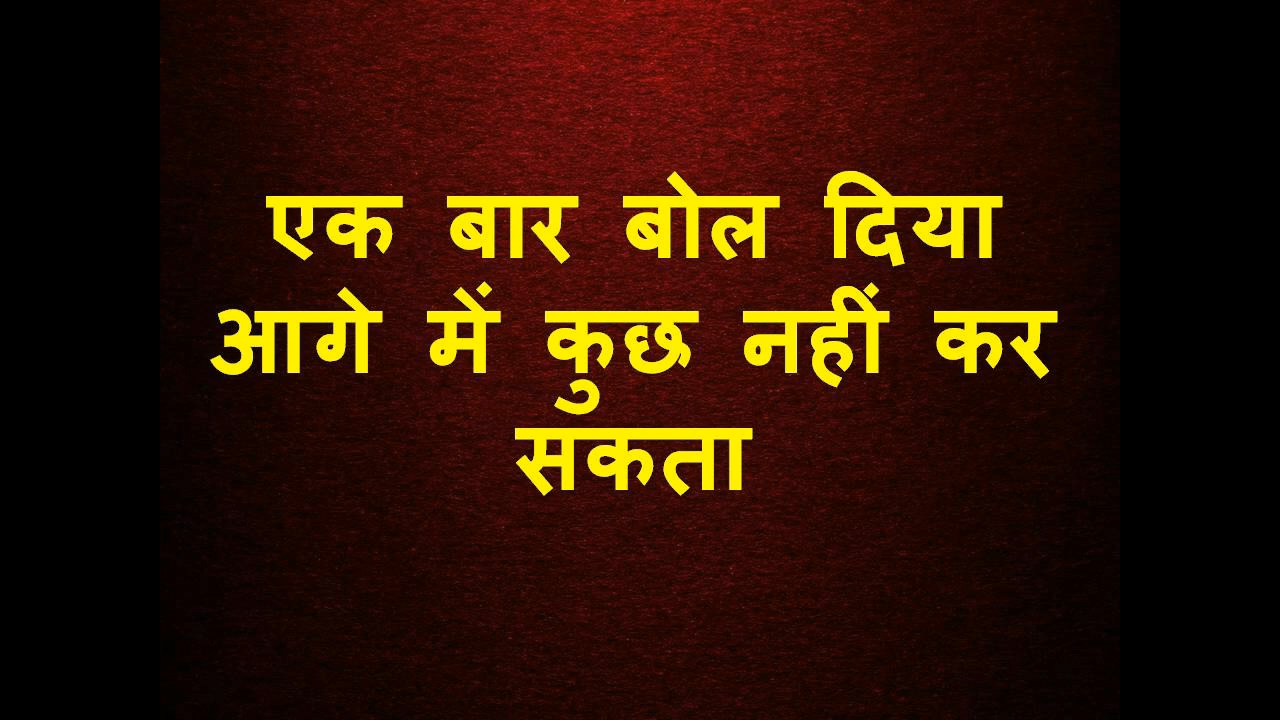 एक बार बोल दिया
आगे में कुछ नहीं कर
सकता